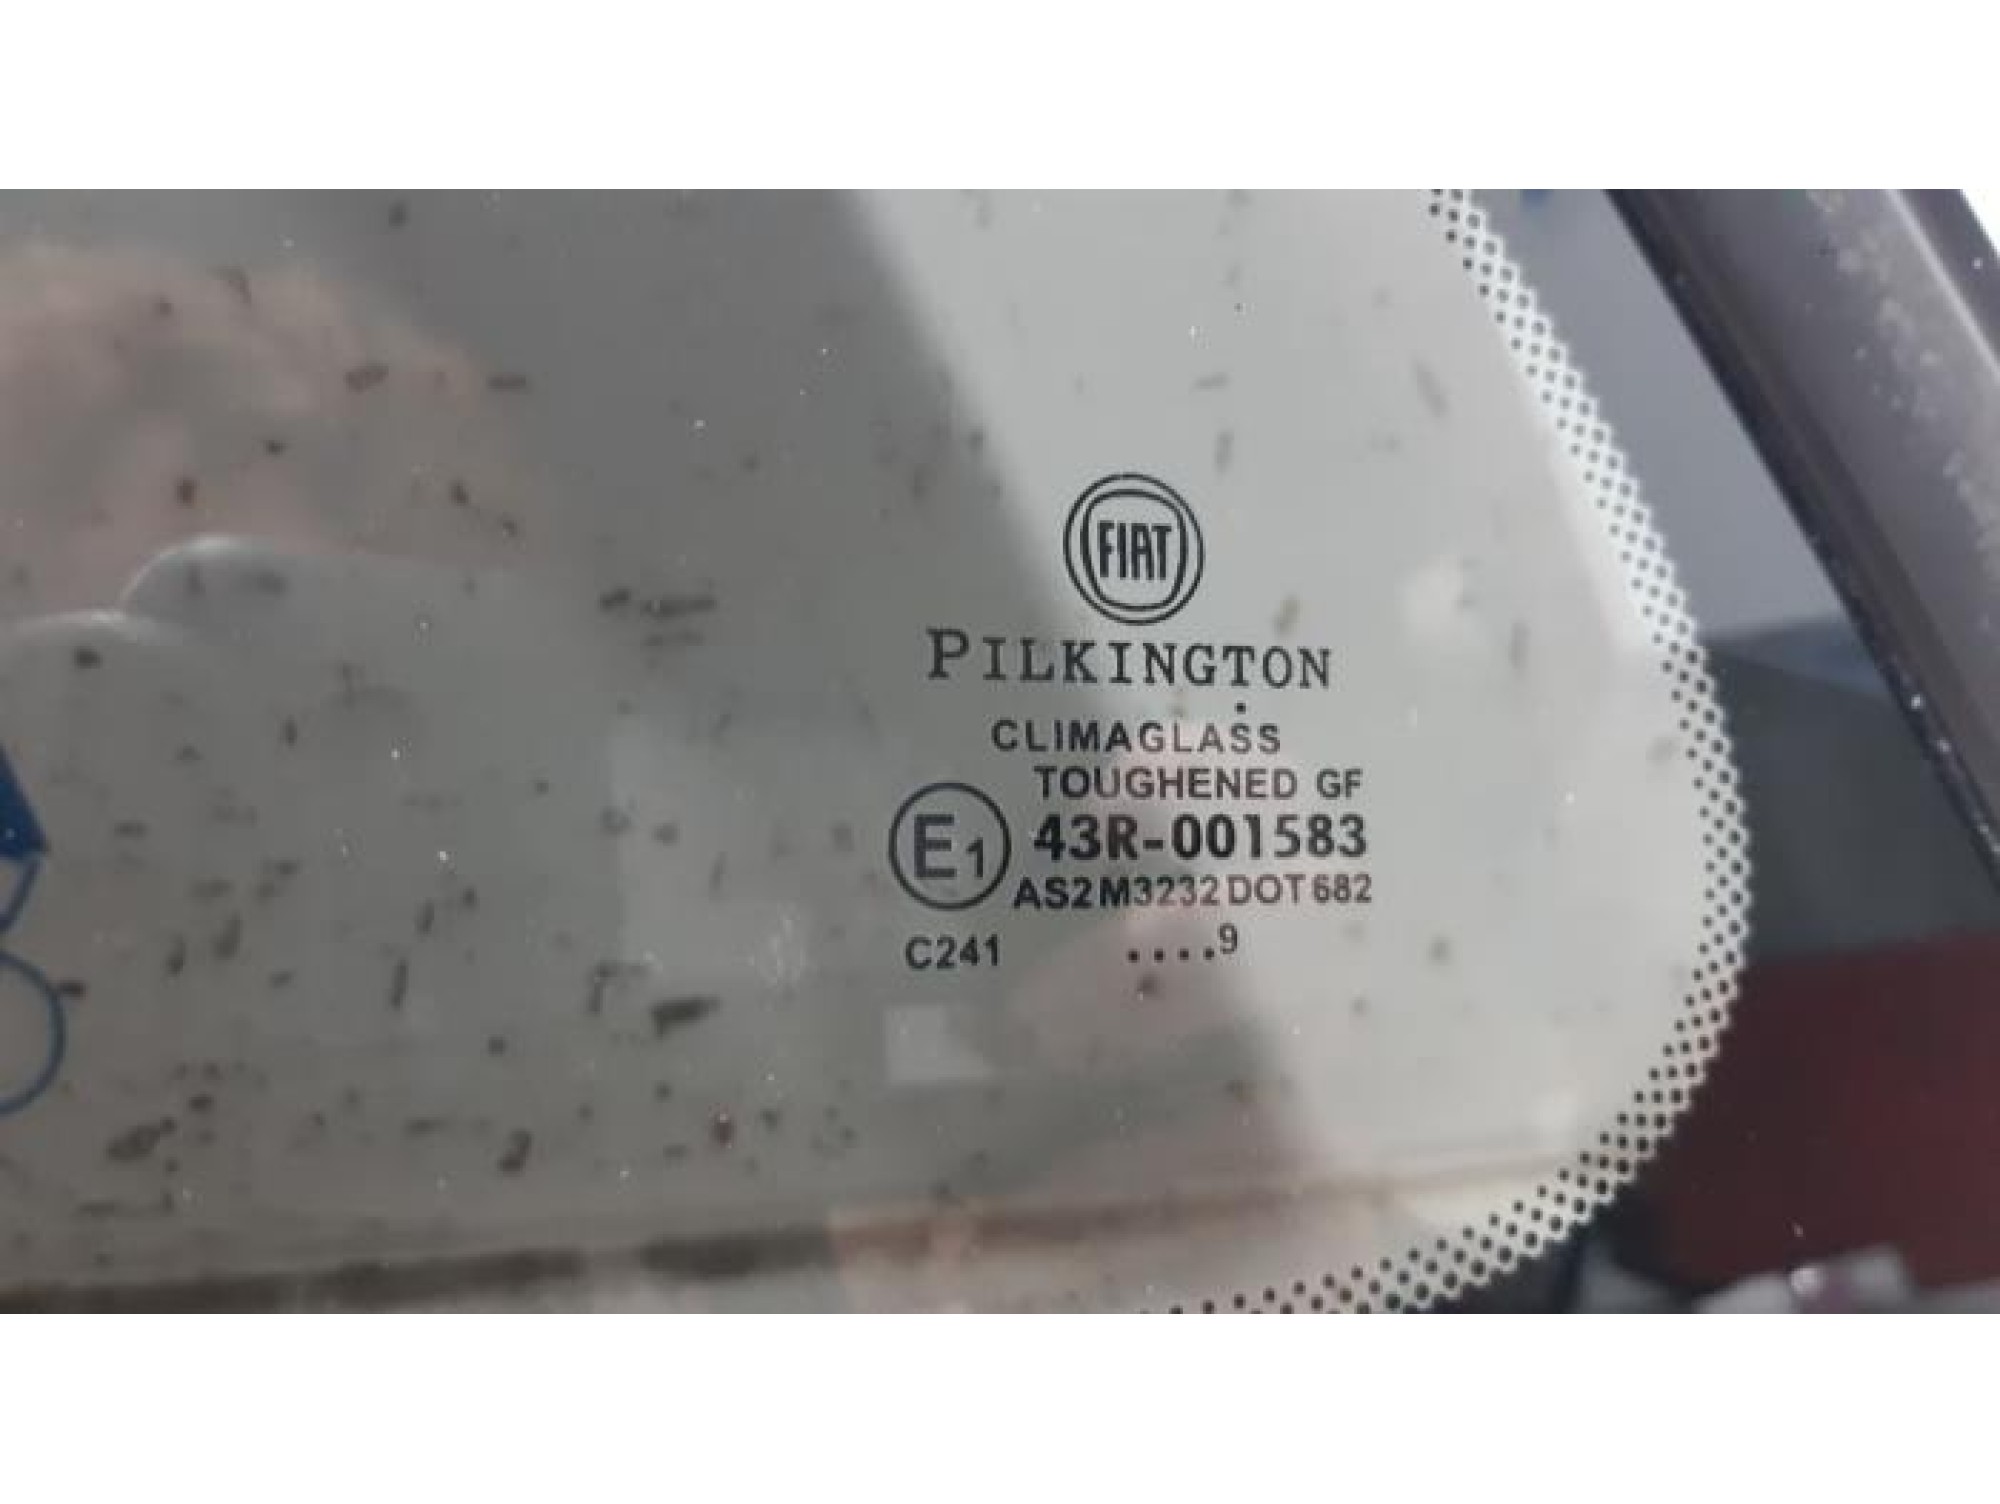 FIAT
PILKINGTON
CLIMAGLASS
TOUGHENED GF
E1 43R-001583
AS2 M3232 DOT 682
C241 ....9